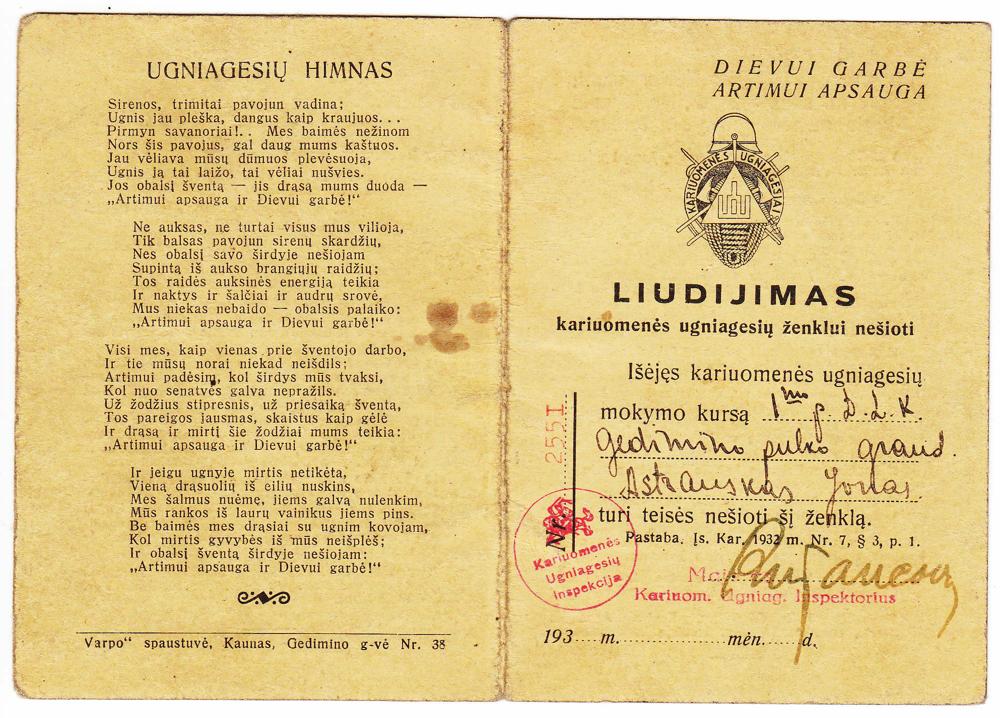 UGNIAGESIŲ HIMNAS
Sirenos, trimitai pavojun vadina;
Ugnis jau pleška, dangus kaip kraujuos...
Pirmyn savanoriai!.. Mes baimės nežinom
Nors šis pavojus, gal daug mums kaštuos.
Jau vėliava mūsų dūmuos plevėsuoja,
Ugnis ją tai laižo, tai vėliai nušvies.
Jos obalsį šventą — jis drąsą mums duoda —
„Artimui apsauga ir Dievui garbė!“
Ne auksas, ne turtai visus mus vilioja,
Tik balsas pavojun sirenų skardžių,
Nes obalsį savo širdyje nešiojam
Supintą iš aukso brangiųjų raidžių;
Tos raidės auksinės energiją teikia
Ir naktys ir šalčiai ir audrų srovė,
Mus niekas nebaido — obalsis palaiko:
„Artimui apsauga ir Dievui garbė!“
Visi mes, kaip vienas prie šventojo darbo,
Ir tie mūsų norai niekad neišdils;
Artimui padėsim, kol širdys mūs tvaksi,
Kol nuo senatvės galva nepražils.
Už žodžius stipresnis, už priesaiką šventą,
Tos pareigos jausmas, skaistus kaip gėlė
Ir drąsą ir mirtį šie žodžiai mums teikia:
„Artimui apsauga ir Dievui garbė!“
Ir jeigu ugnyje mirtis netikėta,
Vieną drąsuolių iš eilių nuskins,
Mes šalmus nuėmę, jiems galvą nulenkim,
Mūs rankos iš laurų vainikus jiems pins.
Be baimės mes drąsiai su ugnim kovojam,
Kol mirtis gyvybės iš mūs neišplėš;
Ir obalsį šventą širdyje nešiojam:
„Artimui apsauga ir Dievui garbė!“
Varpo“ spaustuvė, Kaunas, Gedimino g-vė Nr. 38
DIEVUI GARBĖ
ARTIMUI APSAUGA
KARIUOMENĖS UGNIAGESIAI
LIUDIJIMAS
kariuomenės ugniagesių ženklui nešioti
Išėjęs kariuomenės ugniagesių
mokymo kursą 1mo p. D.L.K.
Gedimino pulko grand.
Astrauskas Jonas
turi teisės nešioti šį ženklą.
Pastaba. Įs. Kar. 1932 m. Nr. 7, § 3, p. 1.
Nr. 2551
Kariuomenės
Ugniagesių
Inspekcija
Kariuom. Ugniag. Inspektorius
193 m. mėn. d.